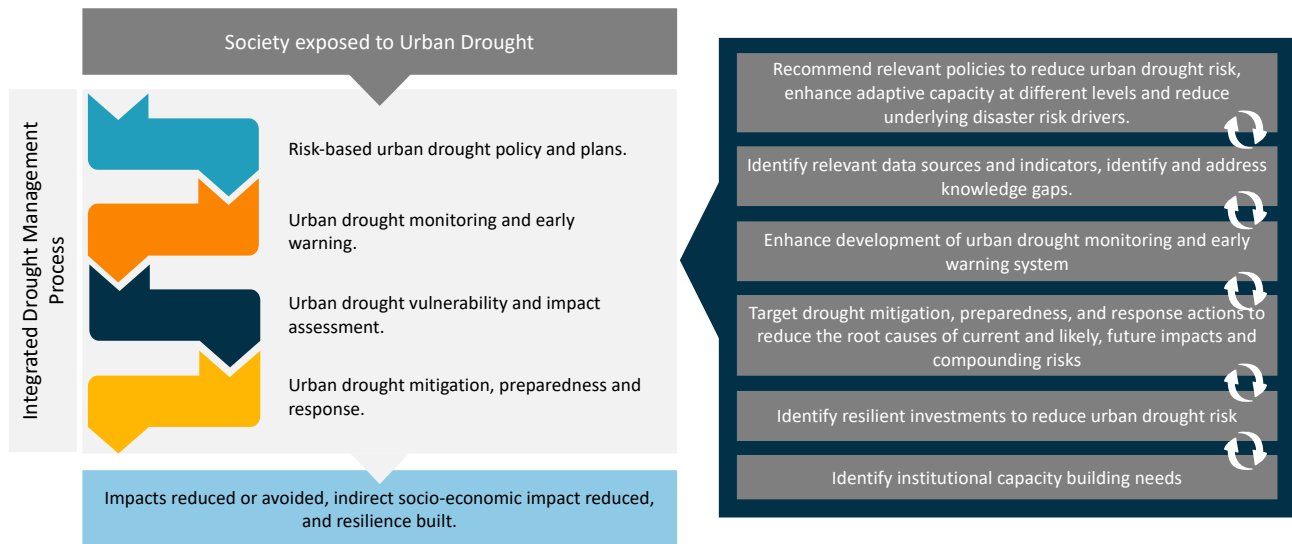 Society exposed to Urban Drought
Integrated Drought Management
Process
Risk-based urban drought policy and plans.
Urban drought monitoring and early
warning.
Urban drought vulnerability and impact
assessment.
Urban drought mitigation, preparedness and
response.
Impacts reduced or avoided, indirect socio-economic impact reduced,
and resilience built.
Recommend relevant policies to reduce urban drought risk,
enhance adaptive capacity at different levels and reduce
underlying disaster risk drivers.
Identify relevant data sources and indicators, identify and address
knowledge gaps.
Enhance development of urban drought monitoring and early
warning system
Target drought mitigation, preparedness, and response actions to
reduce the root causes of current and likely, future impacts and
compounding risks
Identify resilient investments to reduce urban drought risk
Identify institutional capacity building needs